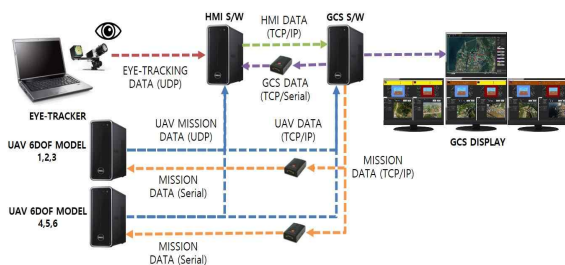 HMI S/W
GCS S/W
HMI DATA
(TCP/IP)
EYE-TRACKING
DATA (UDP)
GCS DATA
(TCP/Serial)
EYE-TRACKER
GCS DISPLAY
UAV 6DOF MODEL
1,2,3
UAV MISSION
DATA (UDP)
UAV DATA
(TCP/IP)
MISSION
DATA (TCP/IP)
MISSION
DATA (Serial)
UAV 6DOF MODEL
4,5,6
MISSION
DATA (Serial)